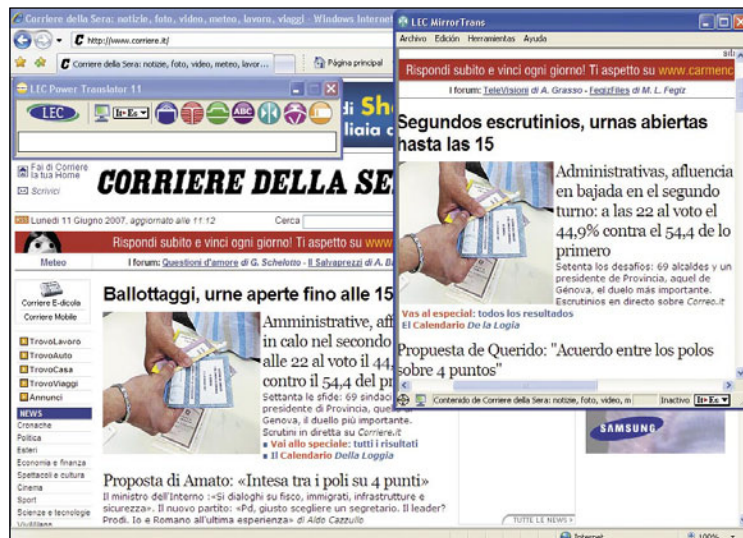 Corriere della Sera: notizie, foto, video, meteo, lavoro, viaggi - Windows Internet
http://www.corriere.it/
Corriere della Sera: notizie, foto, video, meteo, lavor...
Página principal
LEC Power Translator 11
LEC
It▸Es
ABC
Fai di Corriere
la tua Home
Scrivici
CORRIERE DELLA SE
Lunedì 11 Giugno 2007, aggiornato alle 11.12
Cerca
Rispondi subito e vinci ogni giorno! Ti aspetto su www
Meteo
I forum: Questioni d'amore di G. Schelotto - Il Salvaprezzi di A. Ba
Corriere E-dicola
Corriere Mobile
TrovoLavoro
TrovoAuto
TrovoCasa
TrovoViaggi
Annunci
NEWS
Cronache
Politica
Esteri
Economia e finanza
Spettacoli e cultura
Cinema
Sport
Scienze e tecnologie
ViviMilano
Ballottaggi, urne aperte fino alle 15
Amministrative, aff
in calo nel secondo
alle 22 al voto il 44,
contro il 54,4 del pr
Settanta le sfide: 69 sindaci
presidente di Provincia, que
Genova, il duello più importante.
Scrutini in diretta su Corriere.it
Vai allo speciale: tutti i risultati
Il Calendario Della Loggia
Proposta di Amato: «Intesa tra i poli su 4 punti»
Il ministro dell'Interno :«Si dialoghi su fisco, immigrati, infrastrutture e
sicurezza». Il nuovo partito: «Pd, giusto scegliere un segretario. Il leader?
Prodi. Io e Romano all'ultima esperienza» di Aldo Cazzullo
TUTTE LE NEWS >
SAMSUNG
Internet
100%
LEC MirrorTrans
Archivo Edición Herramientas Ayuda
Rispondi subito e vinci ogni giorno! Ti aspetto su www.carmenc
I forum: TeleVisioni di A. Grasso - FegizFiles di M. L. Fegiz
Segundos escrutinios, urnas abiertas
hasta las 15
Administrativas, afluencia
en bajada en el segundo
turno: a las 22 al voto el
44,9% contra el 54,4 de lo
primero
Setenta los desafíos: 69 alcaldes y un
presidente de Provincia, aquel de
Génova, el duelo más importante.
Escrutinios en directo sobre Correo.it
Vas al especial: todos los resultados
El Calendario De la Logia
Propuesta de Querido: "Acuerdo entre los polos
sobre 4 puntos"
Contenido de Corriere della Sera: notizie, foto, video, m
Inactivo
It▸Es